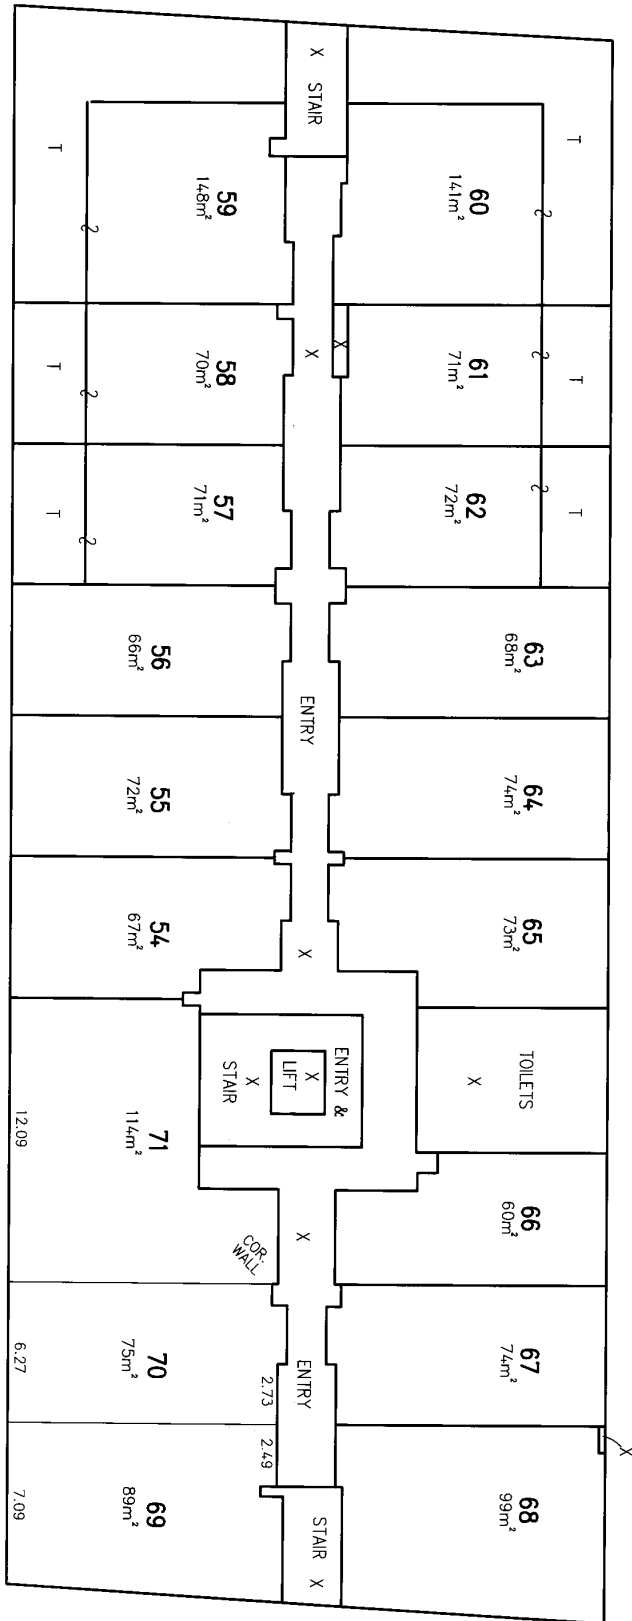 X
STAIR
T
T
59
148m²
60
141m²
X
X
58
70m²
61
71m²
T
T
57
71m²
62
72m²
T
T
56
66m²
63
68m²
ENTRY
55
72m²
64
74m²
54
67m²
65
73m²
X
ENTRY &
X
LIFT
X
STAIR
TOILETS
X
71
114m²
12.09
66
60m²
X
COR.
WALL
70
75m²
6.27
ENTRY
2.73
2.49
67
74m²
X
69
89m²
7.09
STAIR X
68
99m²